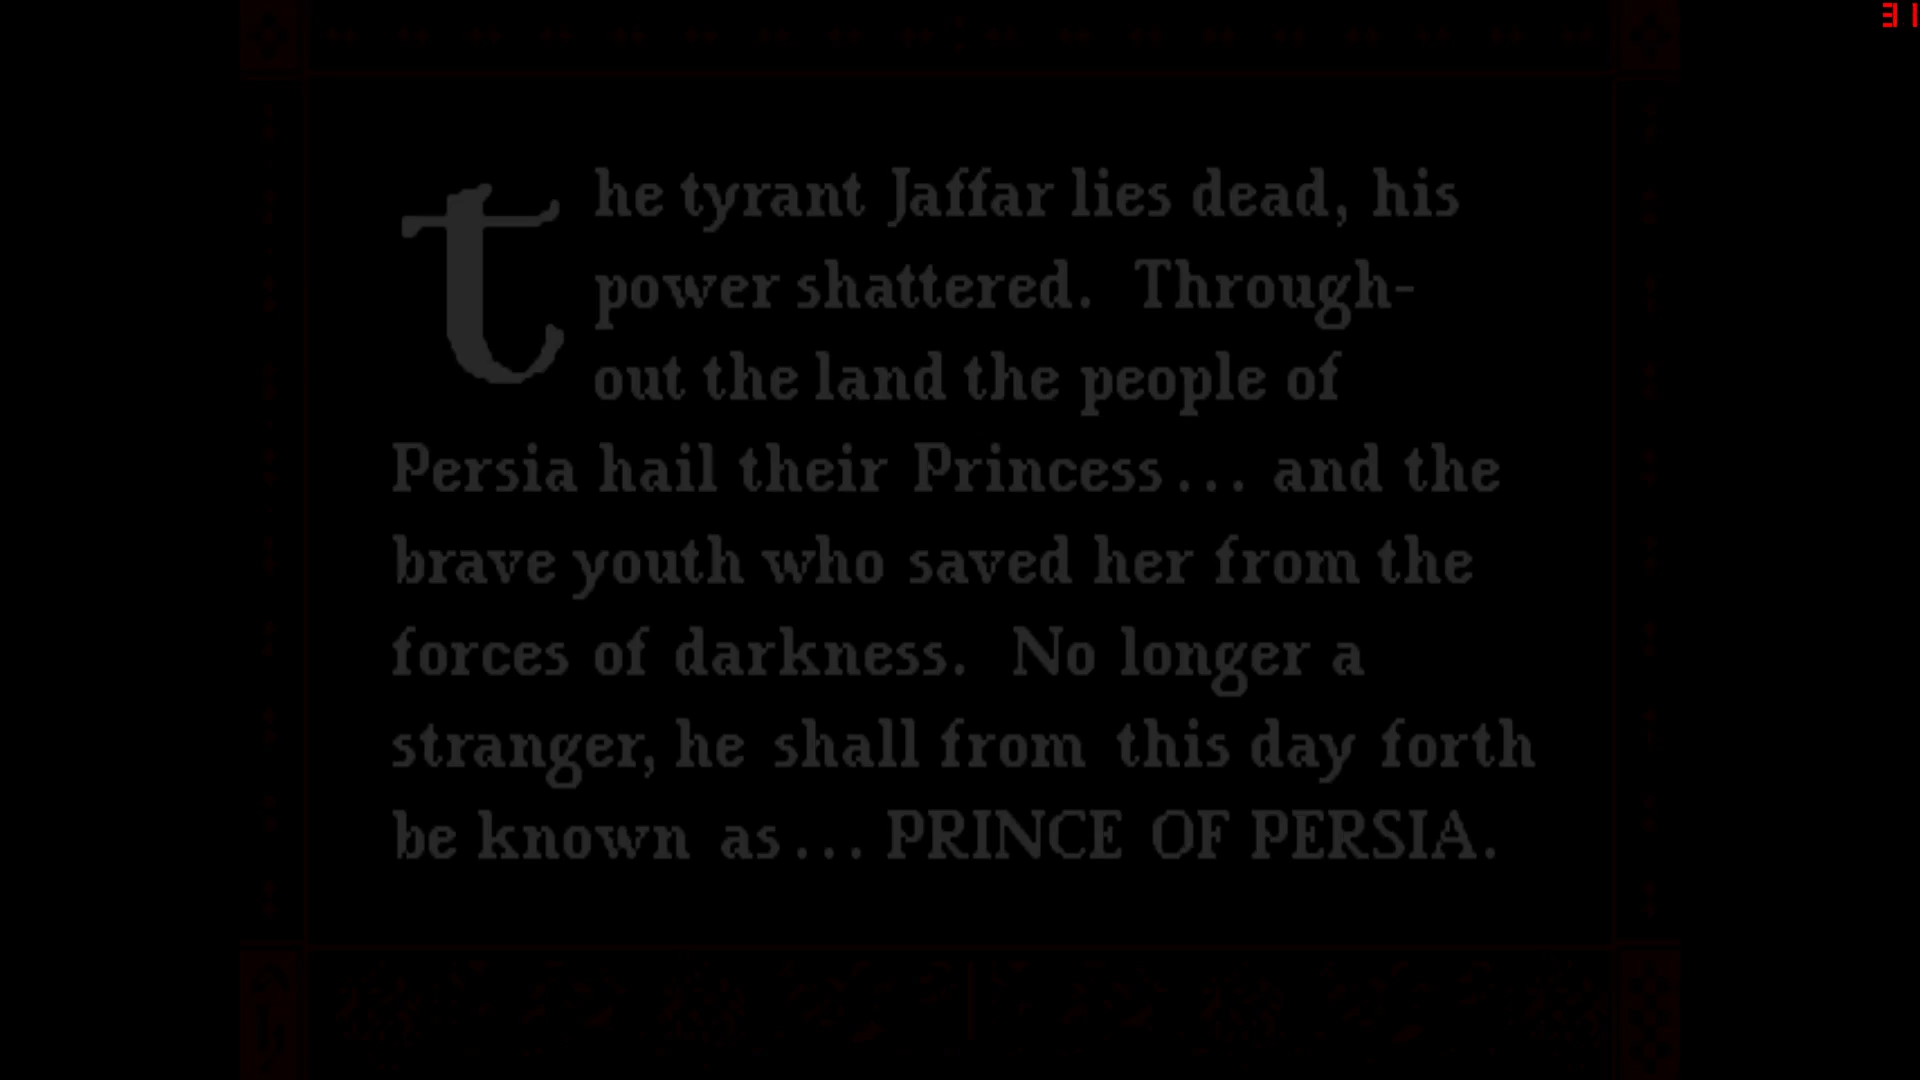 31
the tyrant Jaffar lies dead, his
power shattered.  Through-
out the land the people of
Persia hail their Princess... and the
brave youth who saved her from the
forces of darkness.  No longer a
stranger, he shall from this day forth
be known as... PRINCE OF PERSIA.